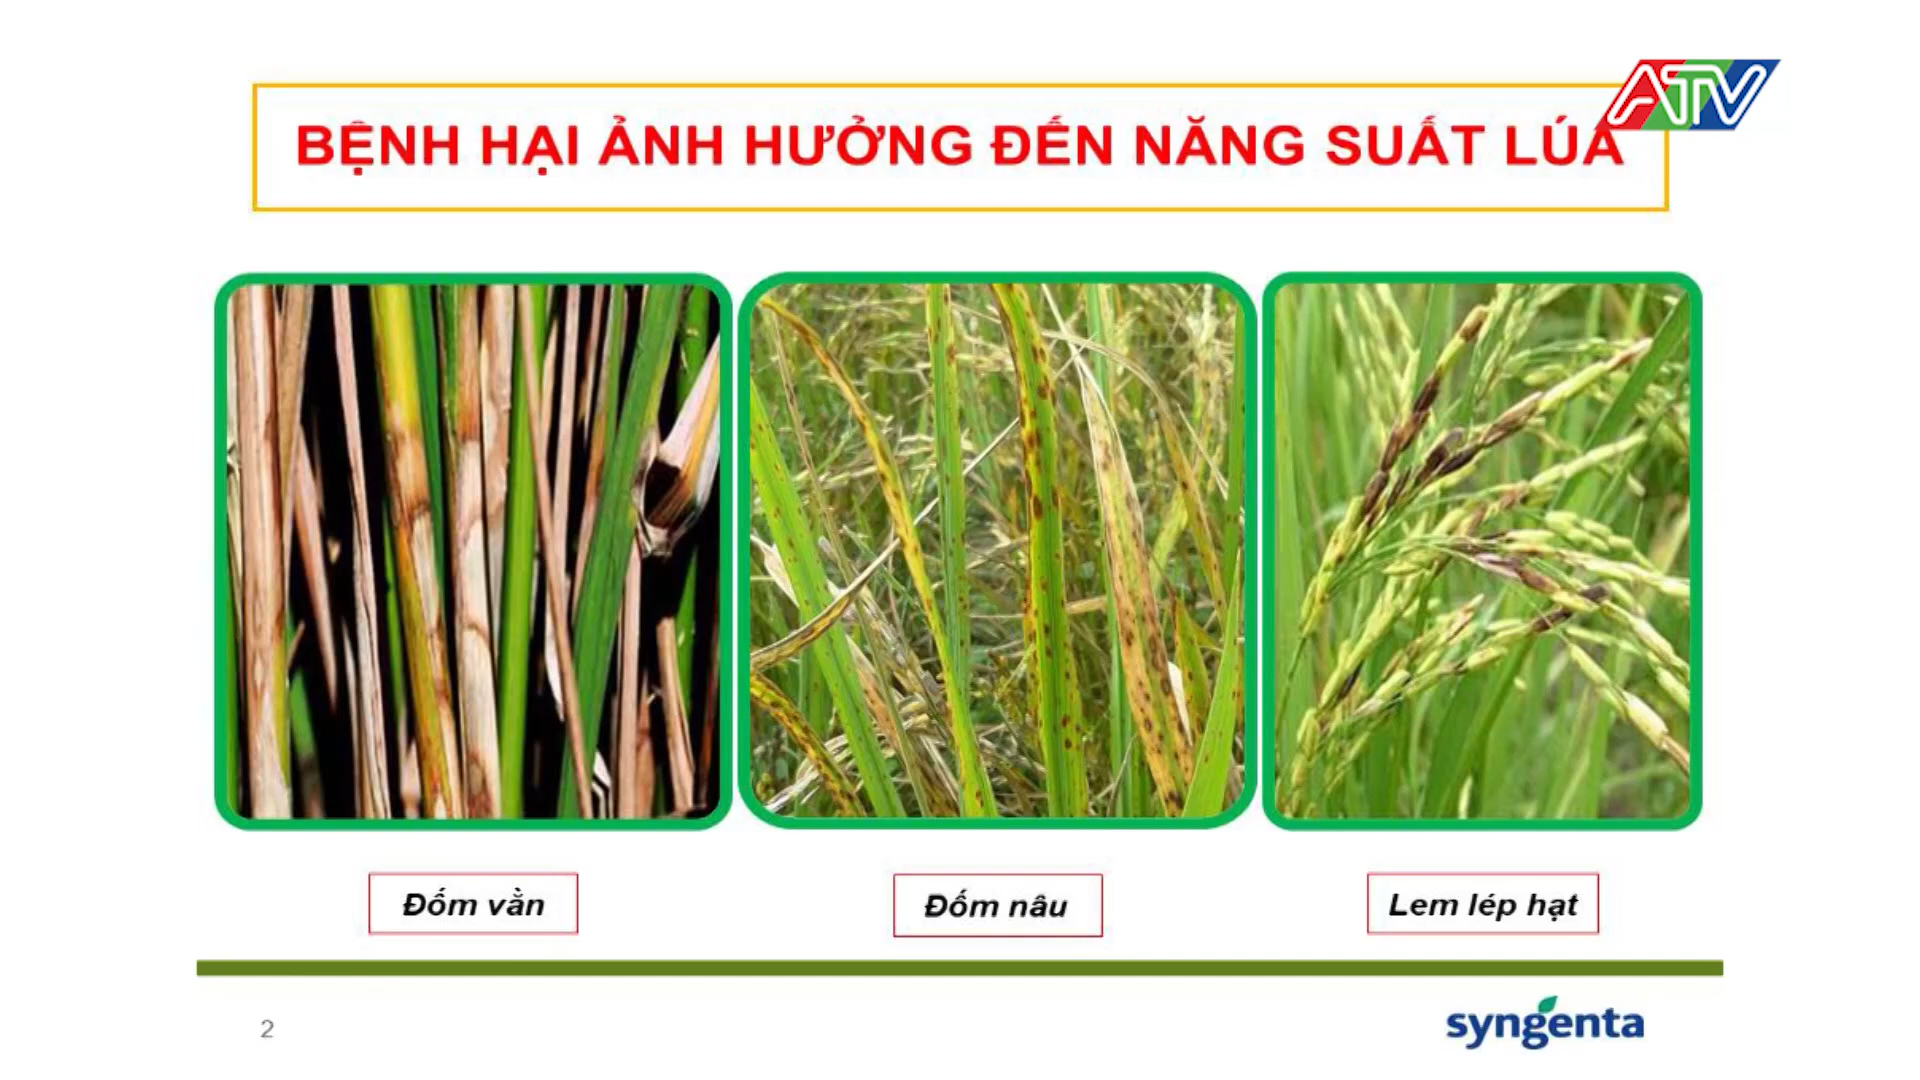 ATV
BỆNH HẠI ẢNH HƯỞNG ĐẾN NĂNG SUẤT LÚA
Đốm vằn
Đốm nâu
Lem lép hạt
2
syngenta